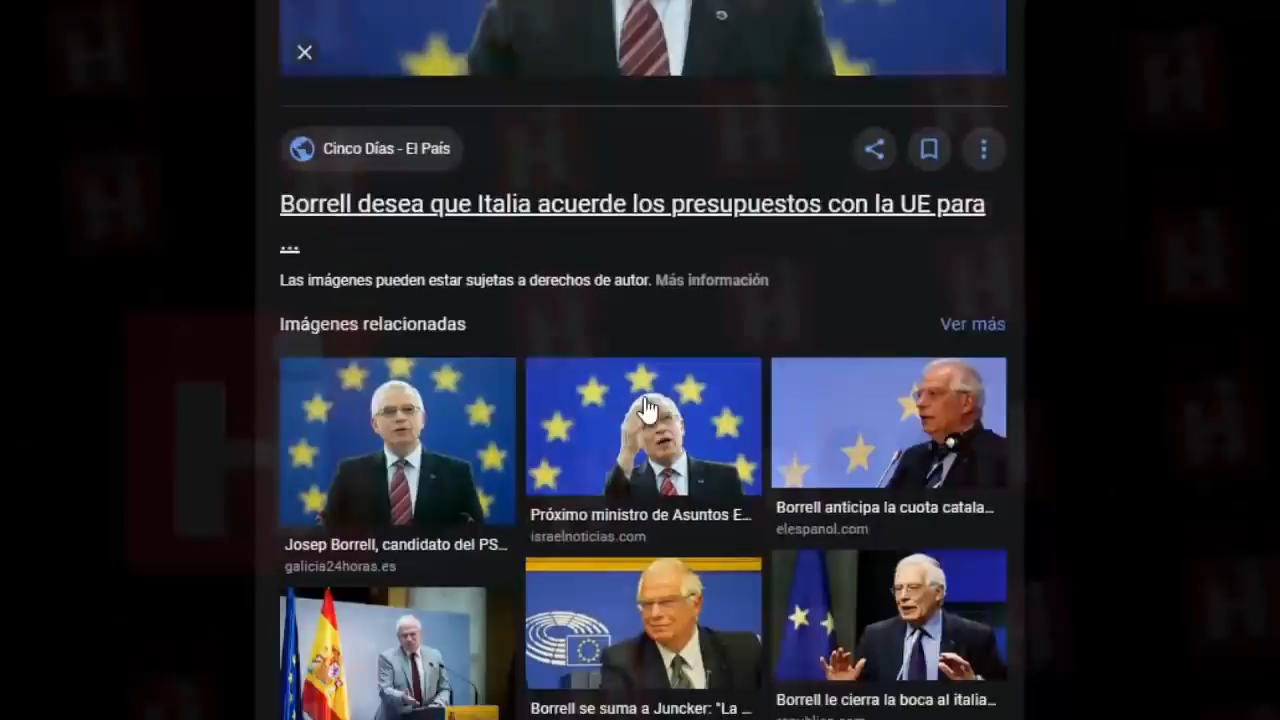 Cinco Días - El País
Borrell desea que Italia acuerde los presupuestos con la UE para
...
Las imágenes pueden estar sujetas a derechos de autor. Más información
Imágenes relacionadas
Ver más
Josep Borrell, candidato del PS...
galicia24horas.es
Próximo ministro de Asuntos E...
israelnoticias.com
Borrell anticipa la cuota catala...
elespanol.com
Borrell se suma a Juncker: "La ...
Borrell le cierra la boca al italia...